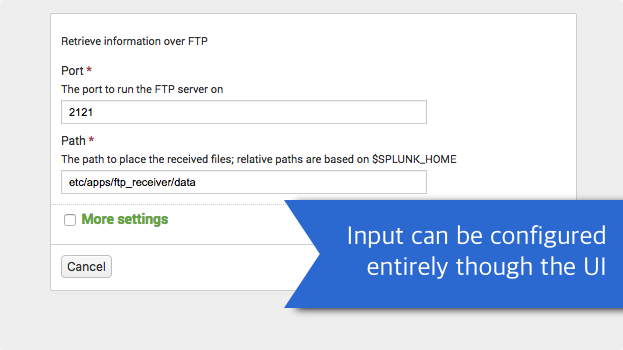 Retrieve information over FTP
Port *
The port to run the FTP server on
2121
Path *
The path to place the received files; relative paths are based on $SPLUNK_HOME
etc/apps/ftp_receiver/data
More settings
Input can be configured
entirely though the UI
Cancel